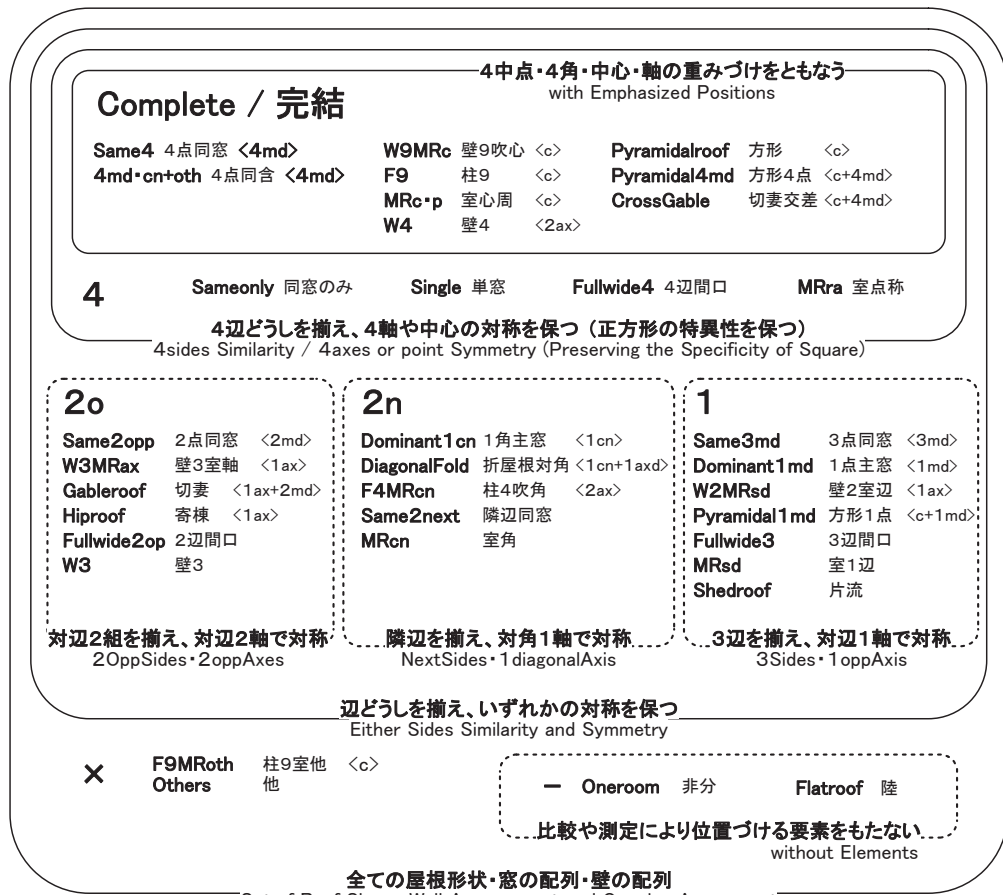 4中点・4角・中心・軸の重みづけをともなう
with Emphasized Positions
Complete / 完結
Same4 4点同窓 <4md>
4md・cn+oth 4点同含 <4md>
W9MRc 壁9吹心 <c>
F9 柱9 <c>
MRc・p 室心周 <c>
W4 壁4 <2ax>
Pyramidalroof 方形 <c>
Pyramidal4md 方形4点 <c+4md>
CrossGable 切妻交差 <c+4md>
4 Sameonly 同窓のみ Single 単窓 Fullwide4 4辺間口 MRra 室点称
4辺どうしを揃え、4軸や中心の対称を保つ (正方形の特異性を保つ)
4sides Similarity / 4axes or point Symmetry (Preserving the Specificity of Square)
2o
Same2opp 2点同窓 <2md>
W3MRax 壁3室軸 <1ax>
Gableroof 切妻 <1ax+2md>
Hiproof 寄棟 <1ax>
Fullwide2op 2辺間口
W3 壁3
対辺2組を揃え、対辺2軸で対称
2OppSides・2oppAxes
2n
Dominant1cn 1角主窓 <1cn>
DiagonalFold 折屋根対角 <1cn+1axd>
F4MRcn 柱4吹角 <2ax>
Same2next 隣辺同窓
MRcn 室角
隣辺を揃え、対角1軸で対称
NextSides・1diagonalAxis
1
Same3md 3点同窓 <3md>
Dominant1md 1点主窓 <1md>
W2MRsd 壁2室辺 <1ax>
Pyramidal1md 方形1点 <c+1md>
Fullwide3 3辺間口
MRsd 室1辺
Shedroof 片流
3辺を揃え、対辺1軸で対称
3Sides・1oppAxis
辺どうしを揃え、いずれかの対称を保つ
Either Sides Similarity and Symmetry
× F9MRoth 柱9室他 <c>
Others 他
− Oneroom 非分 Flatroof 陸
比較や測定により位置づける要素をもたない
without Elements
全ての屋根形状・窓の配列・壁の配列